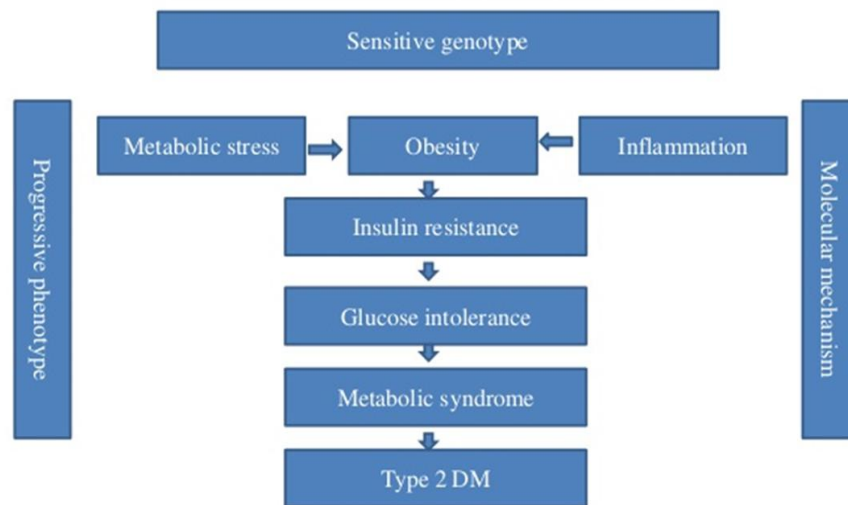 Sensitive genotype
Progressive phenotype
Metabolic stress
Obesity
Inflammation
Molecular mechanism
Insulin resistance
Glucose intolerance
Metabolic syndrome
Type 2 DM